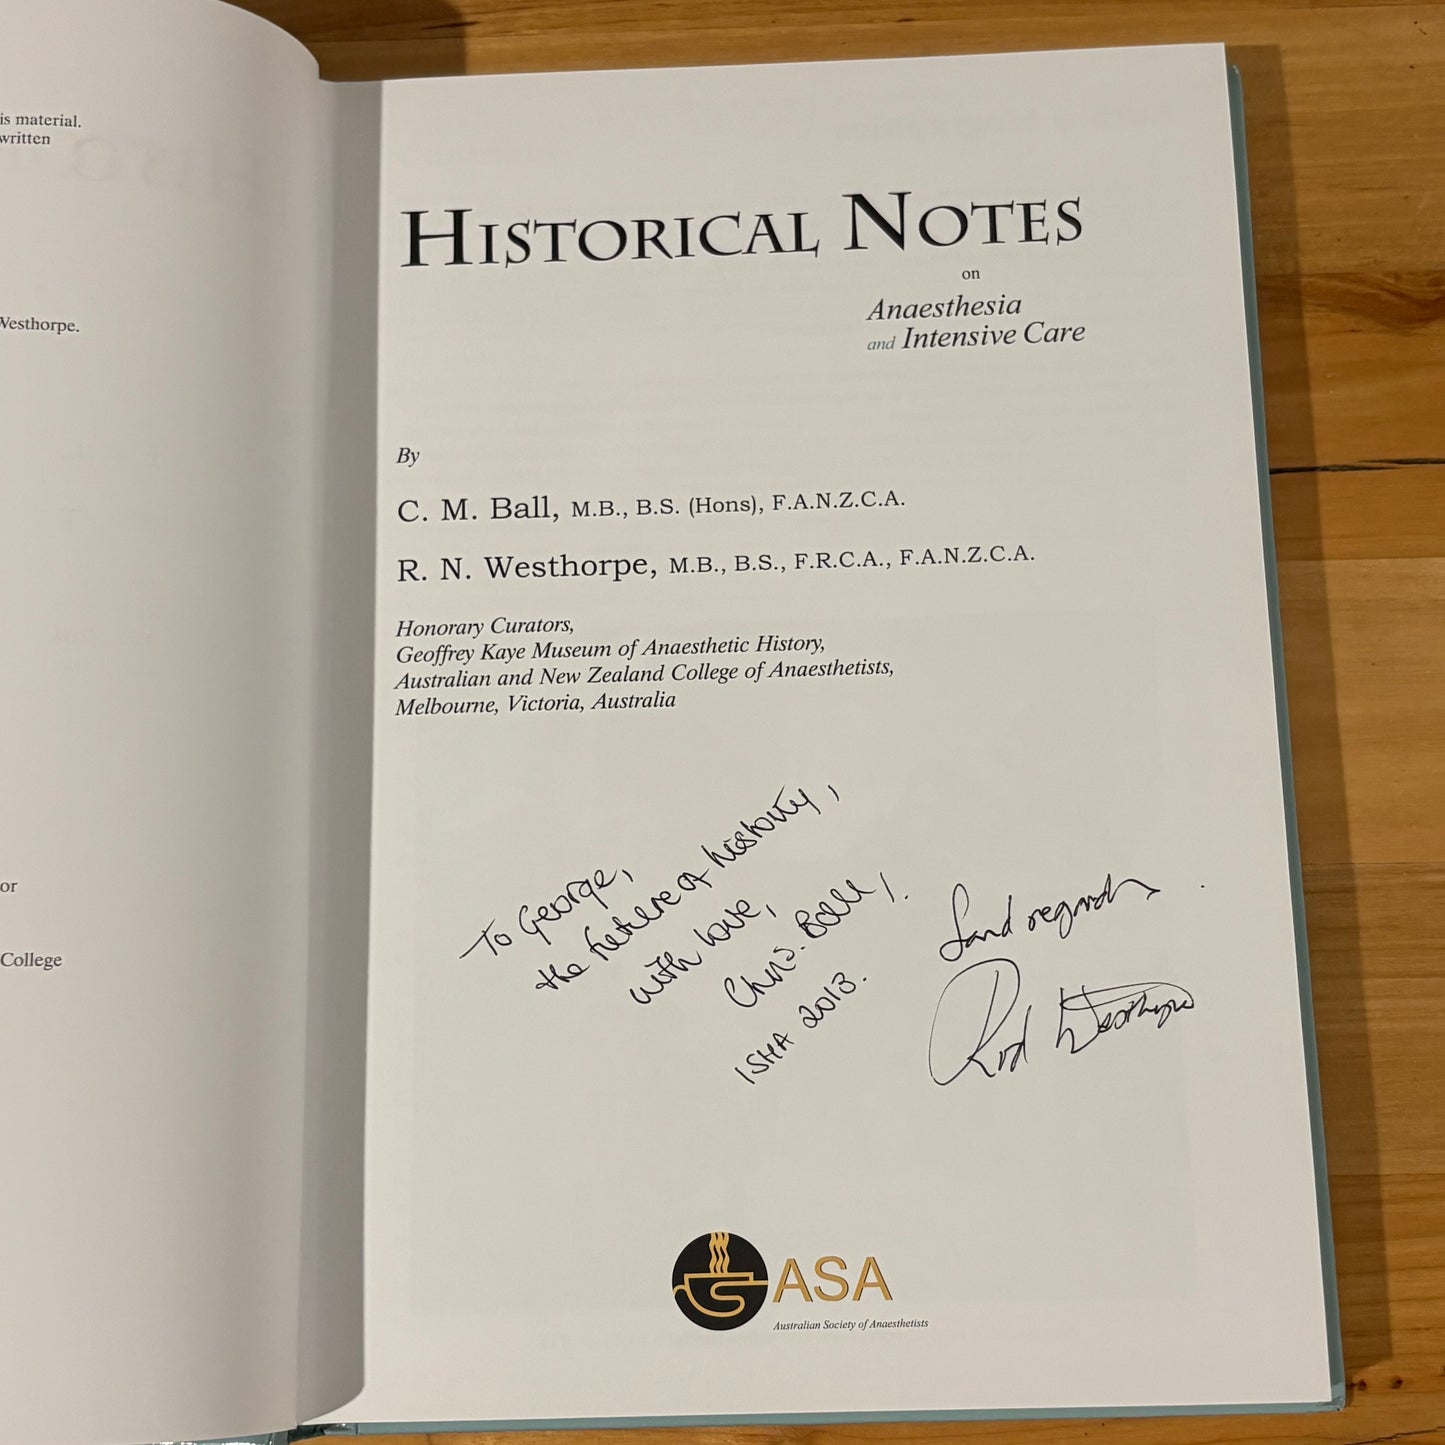 is material.
written
Westhorpe.
or
College
HISTORICAL NOTES
on
Anaesthesia
and Intensive Care
By
C. M. Ball, M.B., B.S. (Hons), F.A.N.Z.C.A.
R. N. Westhorpe, M.B., B.S., F.R.C.A., F.A.N.Z.C.A.
Honorary Curators,
Geoffrey Kaye Museum of Anaesthetic History,
Australian and New Zealand College of Anaesthetists,
Melbourne, Victoria, Australia
To George,
the future of history,
with love,
Chris. Ball,
ISHA 2013.
regards
Rod Westhorpe
ASA
Australian Society of Anaesthetists